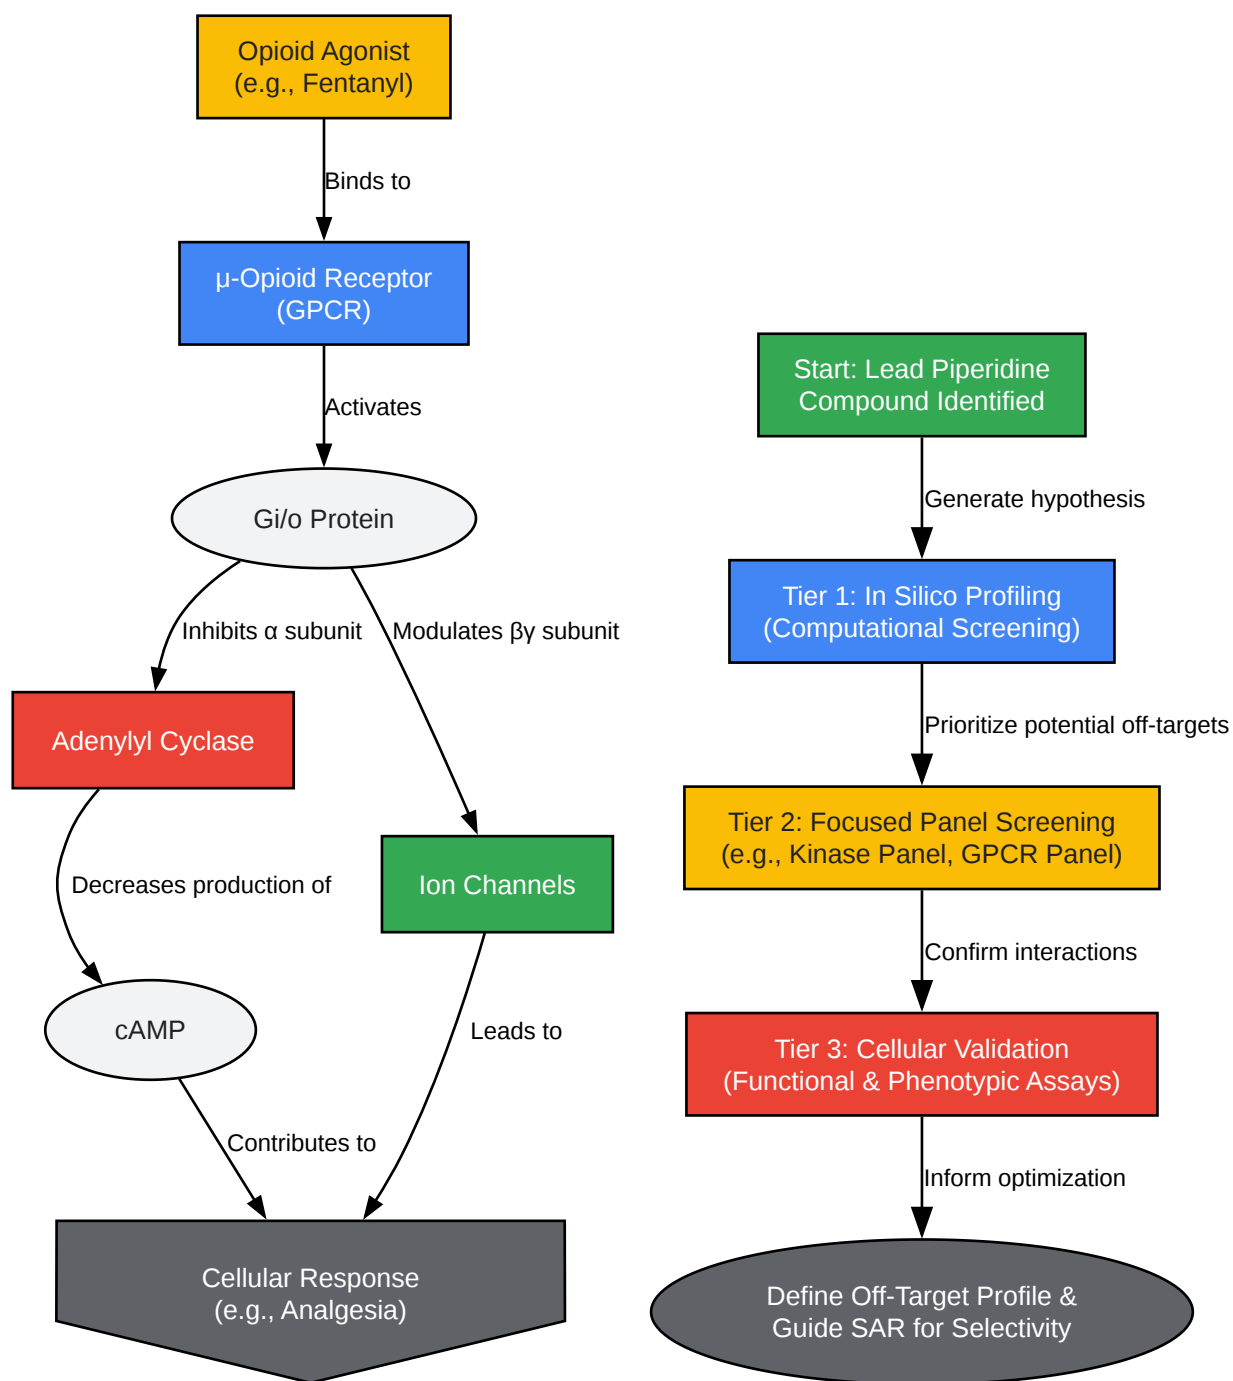 Opioid Agonist
(e.g., Fentanyl)
Binds to
μ-Opioid Receptor
(GPCR)
Activates
Gi/o Protein
Inhibits α subunit
Modulates βγ subunit
Adenylyl Cyclase
Decreases production of
Ion Channels
cAMP
Leads to
Contributes to
Cellular Response
(e.g., Analgesia)
Start: Lead Piperidine
Compound Identified
Generate hypothesis
Tier 1: In Silico Profiling
(Computational Screening)
Prioritize potential off-targets
Tier 2: Focused Panel Screening
(e.g., Kinase Panel, GPCR Panel)
Confirm interactions
Tier 3: Cellular Validation
(Functional & Phenotypic Assays)
Inform optimization
Define Off-Target Profile &
Guide SAR for Selectivity